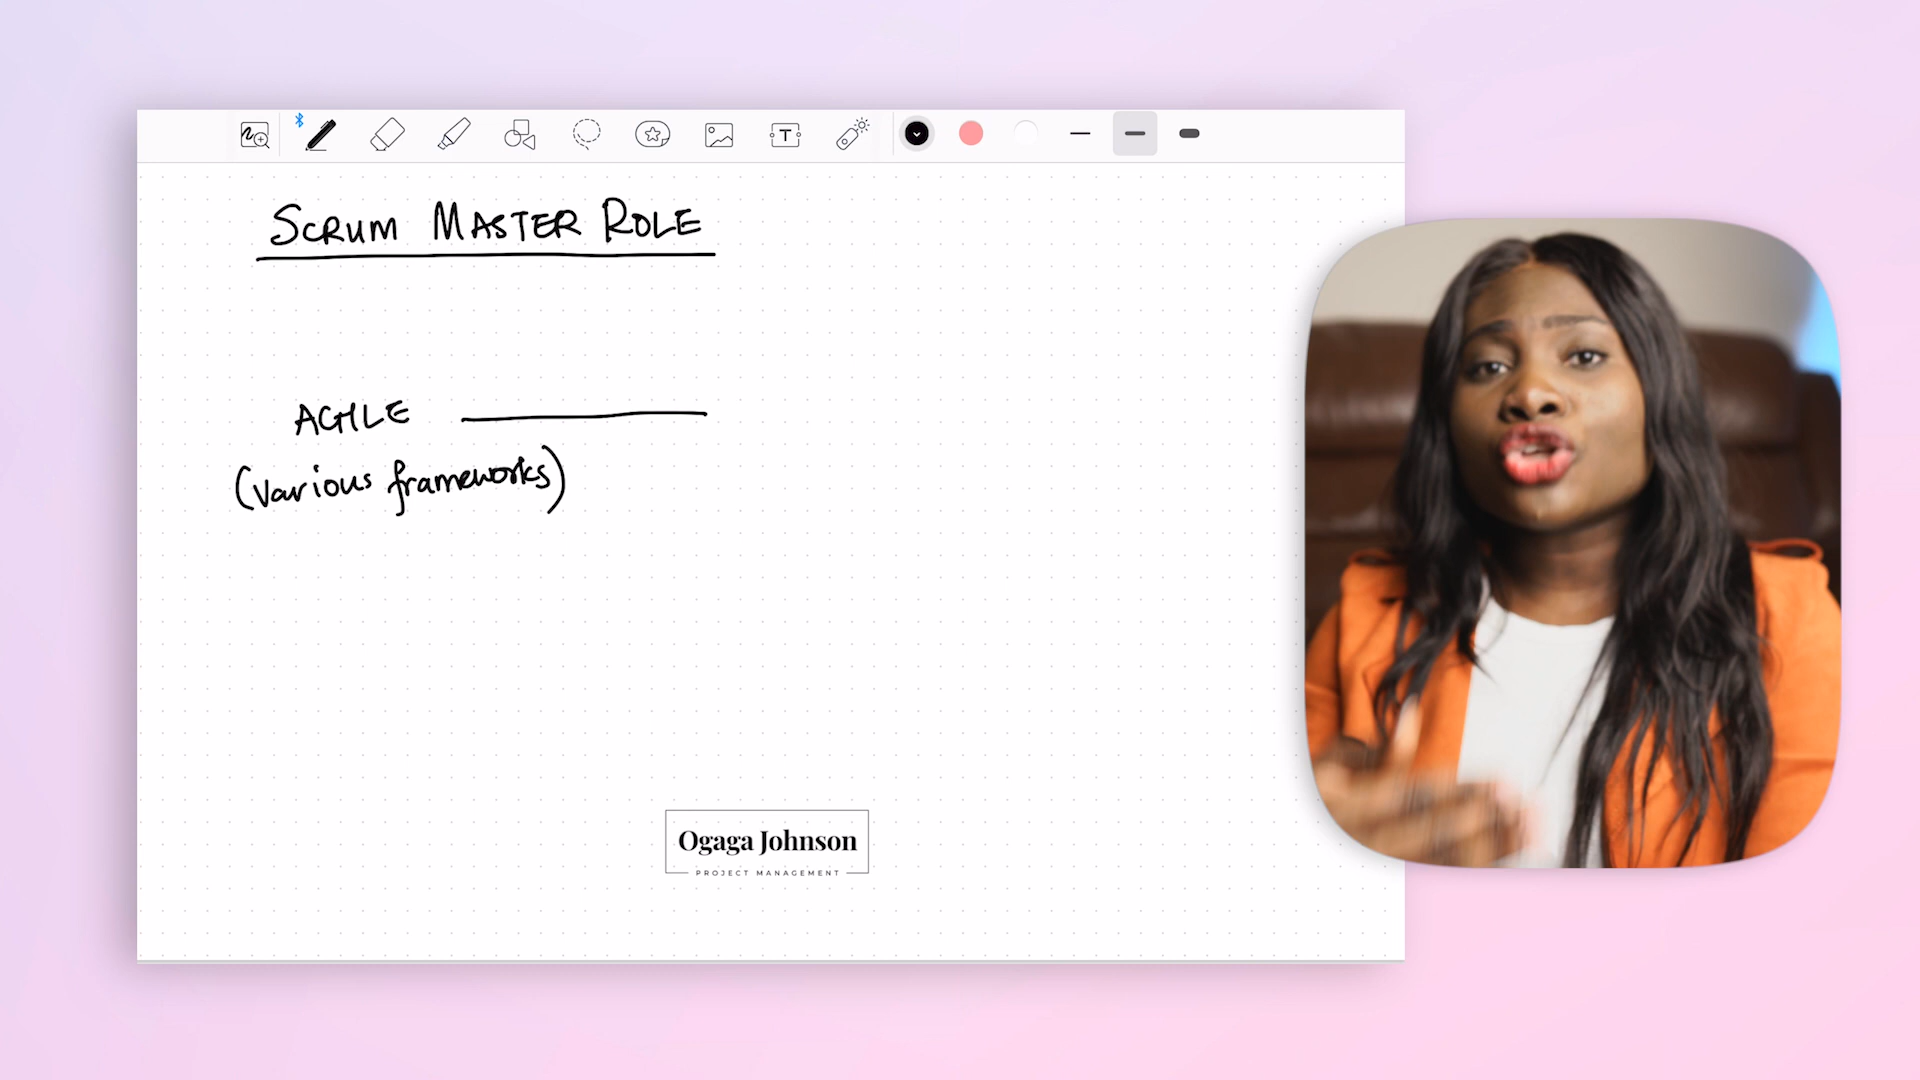 T
SCRUM MASTER ROLE
AGILE
(various frameworks)
Ogaga Johnson
PROJECT MANAGEMENT